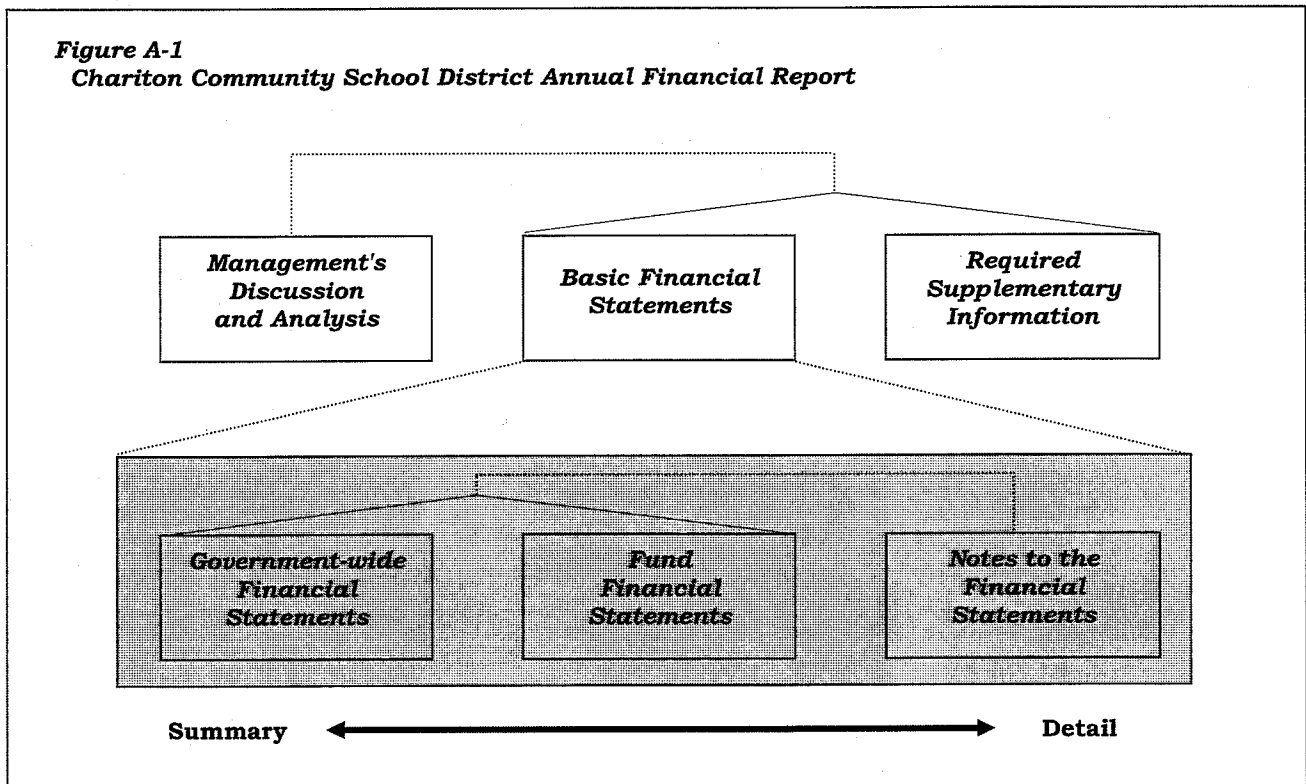 Figure A-1
Chariton Community School District Annual Financial Report
Management's
Discussion
and Analysis
Basic Financial
Statements
Required
Supplementary
Information
Government-wide
Financial
Statements
Fund
Financial
Statements
Notes to the
Financial
Statements
Summary
Detail